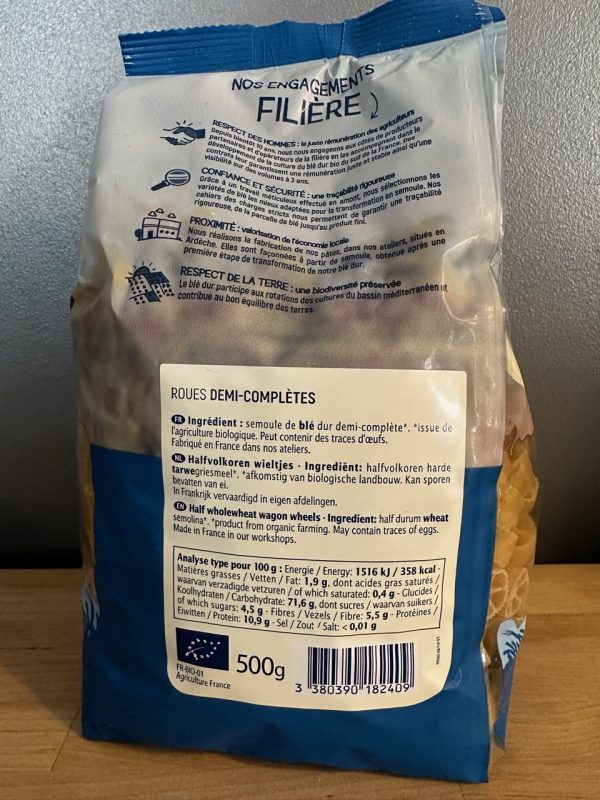 NOS ENGAGEMENTS
FILIÈRE
RESPECT DES HOMMES : la juste rémunération des agriculteurs
Depuis bientôt 10 ans, nous nous engageons aux côtés de producteurs
partenaires et d'opérateurs de la filière en les accompagnant dans le
développement de la culture du blé dur bio du sud de la France. Des
contrats leur garantissent une rémunération juste et stable ainsi qu'une
visibilité sur des volumes à 3 ans.
CONFIANCE ET SÉCURITÉ : une traçabilité rigoureuse
Grâce à un travail méticuleux effectué en amont, nous sélectionnons les
variétés de blé les mieux adaptées pour la transformation en semoule. Nos
cahiers des charges stricts nous permettent de garantir une traçabilité
rigoureuse, de la parcelle de blé jusqu'au produit fini.
PROXIMITÉ : valorisation de l'économie locale
Nous réalisons la fabrication de nos pâtes, dans nos ateliers, situés en
Ardèche. Elles sont façonnées à partir de semoule, obtenue après une
première étape de transformation de notre blé dur.
RESPECT DE LA TERRE : une biodiversité préservée
Le blé dur participe aux rotations des cultures du bassin méditerranéen et
contribue au bon équilibre des terres.
ROUES DEMI-COMPLÈTES
FR Ingrédient : semoule de blé dur demi-complète*. *issue de
l'agriculture biologique. Peut contenir des traces d'œufs.
Fabriqué en France dans nos ateliers.
NL Halfvolkoren wieltjes - Ingrediënt: halfvolkoren harde
tarwegriesmeel*. *afkomstig van biologische landbouw. Kan sporen
bevatten van ei.
In Frankrijk vervaardigd in eigen afdelingen.
EN Half wholewheat wagon wheels - Ingredient: half durum wheat
semolina*. *product from organic farming. May contain traces of eggs.
Made in France in our workshops.
Analyse type pour 100 g : Energie / Energy: 1516 kJ / 358 kcal -
Matières grasses / Vetten / Fat: 1,9 g, dont acides gras saturés /
waarvan verzadigde vetzuren / of which saturated: 0,4 g - Glucides /
Koolhydraten / Carbohydrate: 71,6 g, dont sucres / waarvan suikers /
of which sugars: 4,5 g - Fibres / Vezels / Fibre: 5,5 g - Protéines /
Eiwitten / Protein: 10,9 g - Sel / Zout / Salt: < 0,01 g
FR-BIO-01
Agriculture France
500g
3 380390 182409